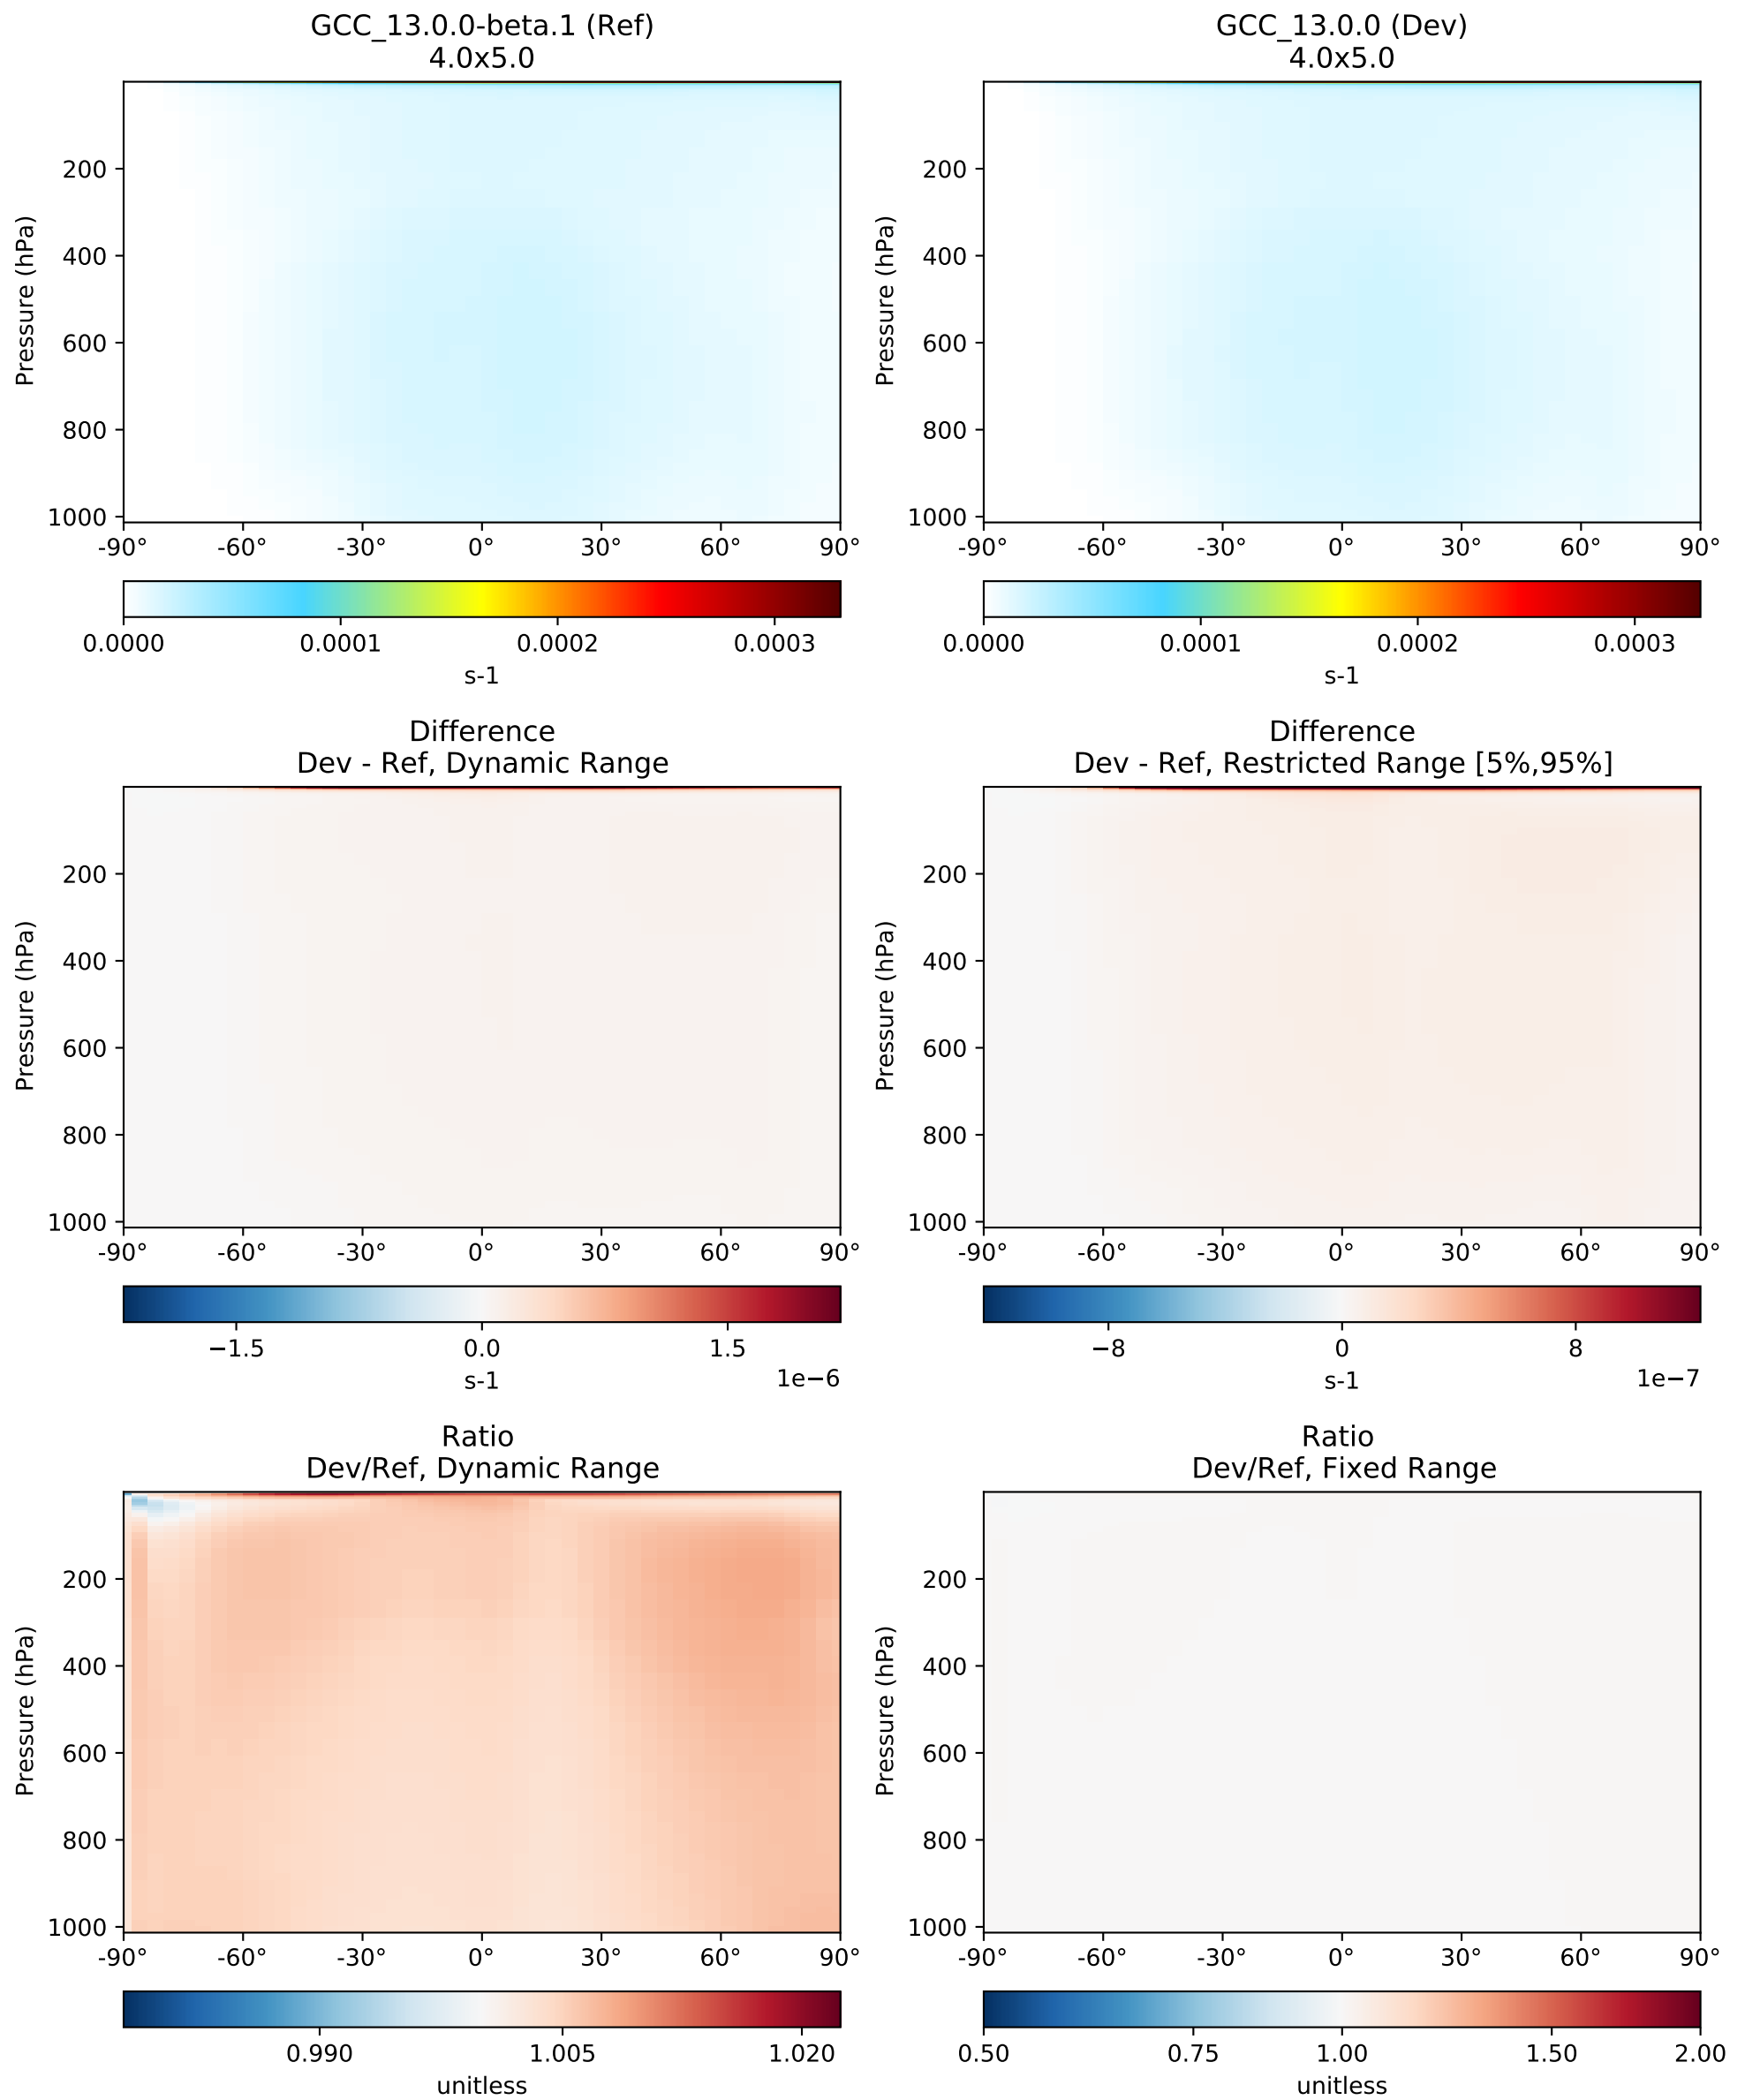 GCC_13.0.0-beta.1 (Ref)
4.0x5.0
Pressure (hPa)
200
400
600
800
1000
-90° -60° -30° 0° 30° 60° 90°
0.0000 0.0001 0.0002 0.0003
s-1
GCC_13.0.0 (Dev)
4.0x5.0
Pressure (hPa)
200
400
600
800
1000
-90° -60° -30° 0° 30° 60° 90°
0.0000 0.0001 0.0002 0.0003
s-1
Difference
Dev - Ref, Dynamic Range
Pressure (hPa)
200
400
600
800
1000
-90° -60° -30° 0° 30° 60° 90°
−1.5 0.0 1.5
s-1 1e−6
Difference
Dev - Ref, Restricted Range [5%,95%]
Pressure (hPa)
200
400
600
800
1000
-90° -60° -30° 0° 30° 60° 90°
−8 0 8
s-1 1e−7
Ratio
Dev/Ref, Dynamic Range
Pressure (hPa)
200
400
600
800
1000
-90° -60° -30° 0° 30° 60° 90°
0.990 1.005 1.020
unitless
Ratio
Dev/Ref, Fixed Range
Pressure (hPa)
200
400
600
800
1000
-90° -60° -30° 0° 30° 60° 90°
0.50 0.75 1.00 1.50 2.00
unitless